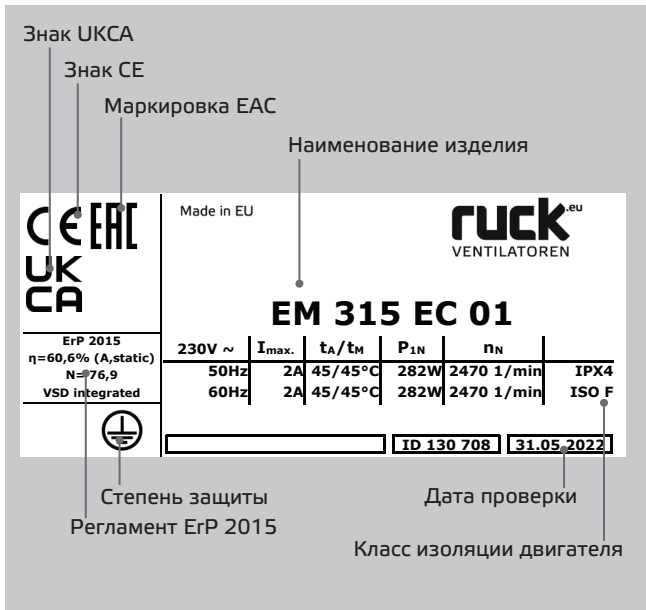 Знак UKCA
Знак CE
Маркировка EAC
Наименование изделия
CE EAC
UK
CA
Made in EU
ruck.eu
VENTILATOREN
EM 315 EC 01
ErP 2015
η=60,6% (A,static)
N=76,9
VSD integrated
230V ~ Imax. tA/tM P1N nN
50Hz 2A 45/45°C 282W 2470 1/min IPX4
60Hz 2A 45/45°C 282W 2470 1/min ISO F
ID 130 708 31.05.2022
Степень защиты
Регламент ErP 2015
Дата проверки
Класс изоляции двигателя